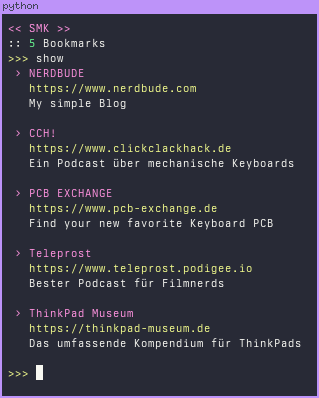 python
<< SMK >>
:: 5 Bookmarks
>>> show
> NERDBUDE
https://www.nerdbude.com
My simple Blog
> CCH!
https://www.clickclackhack.de
Ein Podcast über mechanische Keyboards
> PCB EXCHANGE
https://www.pcb-exchange.de
Find your new favorite Keyboard PCB
> Teleprost
https://www.teleprost.podigee.io
Bester Podcast für Filmnerds
> ThinkPad Museum
https://thinkpad-museum.de
Das umfassende Kompendium für ThinkPads
>>>